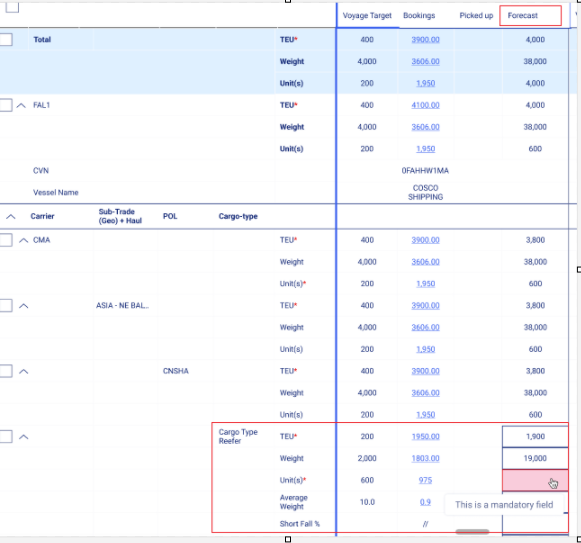 Voyage Target Bookings Picked up Forecast
Total TEU* 400 3900.00 4,000
Weight 4,000 3606.00 38,000
Unit(s) 200 1,950 4,000
FAL1 TEU* 400 4100.00 4,000
Weight 4,000 3606.00 38,000
Unit(s) 200 1,950 600
CVN 0FAHHW1MA
Vessel Name COSCO
SHIPPING
Carrier Sub-Trade
(Geo) + Haul POL Cargo-type
CMA TEU* 400 3900.00 3,800
Weight 4,000 3606.00 38,000
Unit(s)* 200 1,950 600
ASIA - NE BAL.. TEU* 400 3900.00 3,800
Weight 4,000 3606.00 38,000
Unit(s) 200 1,950 600
CNSHA TEU* 400 3900.00 3,800
Weight 4,000 3606.00 38,000
Unit(s) 200 1,950 600
Cargo Type
Reefer TEU* 200 1950.00 1,900
Weight 2,000 1803.00 19,000
Unit(s)* 600 975
Average
Weight 10.0 0.9 This is a mandatory field
Short Fall % //